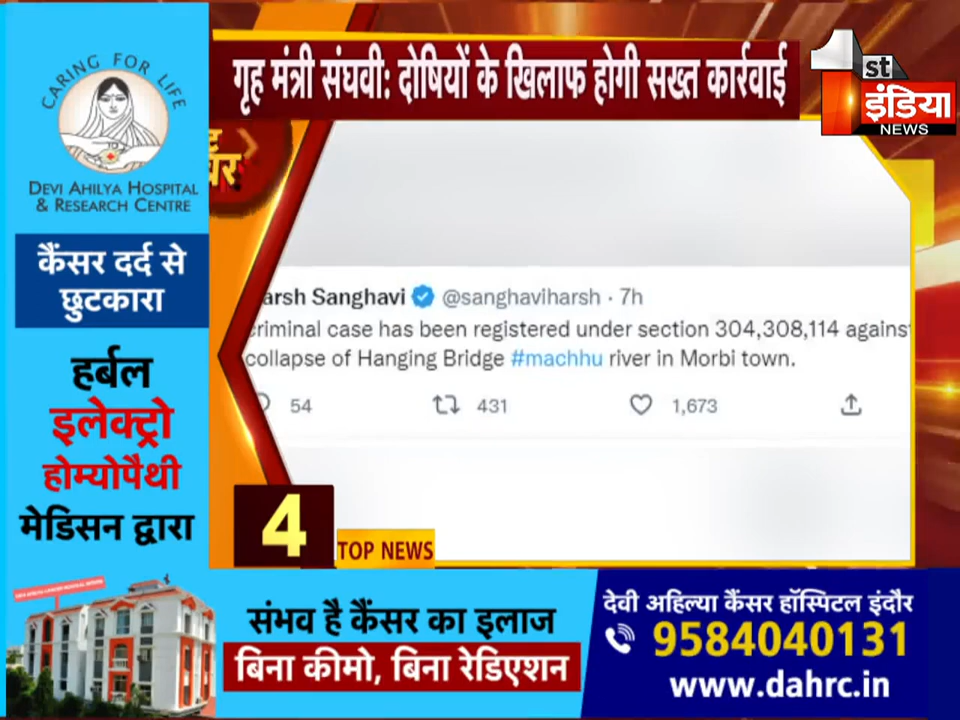 गृह मंत्री संघवी: दोषियों के खिलाफ होगी सख्त कार्रवाई
1st
इंडिया
NEWS
CARING FOR LIFE
DEVI AHILYA HOSPITAL
& RESEARCH CENTRE
कैंसर दर्द से
छुटकारा
हर्बल
इलेक्ट्रो
होम्योपैथी
मेडिसन द्वारा
arsh Sanghavi @sanghaviharsh · 7h
criminal case has been registered under section 304,308,114 against
collapse of Hanging Bridge #machhu river in Morbi town.
54 431 1,673
4
TOP NEWS
संभव है कैंसर का इलाज
बिना कीमो, बिना रेडिएशन
देवी अहिल्या कैंसर हॉस्पिटल इंदौर
9584040131
www.dahrc.in